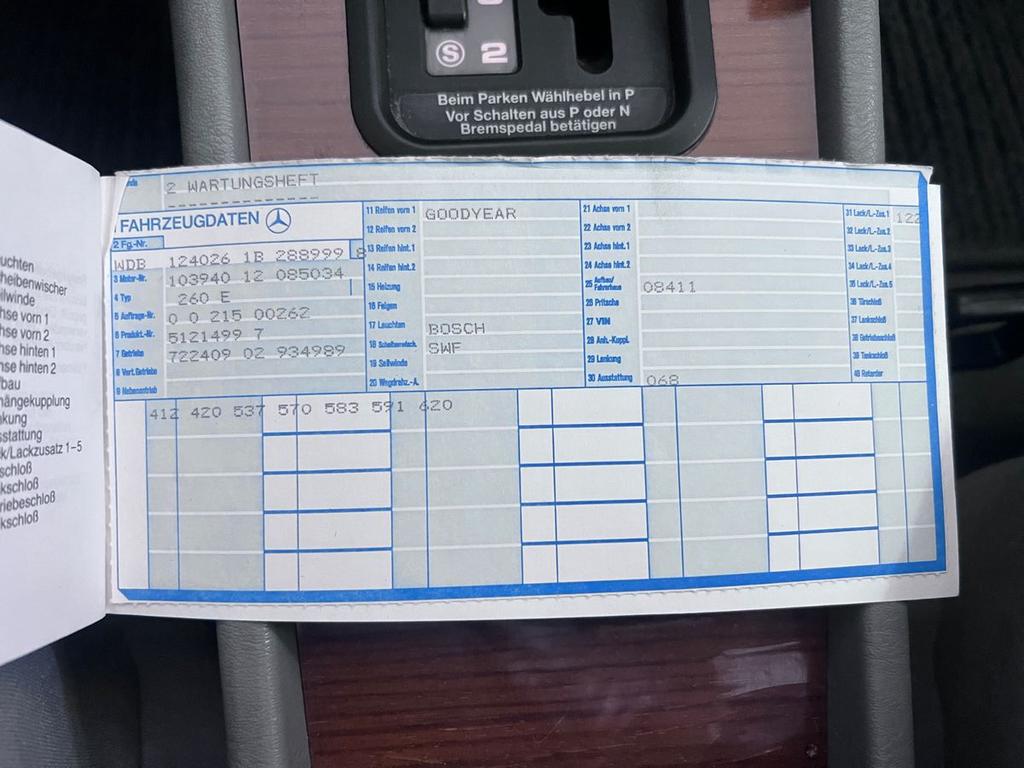 S 2
Beim Parken Wählhebel in P
Vor Schalten aus P oder N
Bremspedal betätigen
2 WARTUNGSHEFT
FAHRZEUGDATEN
2 Fg.-Nr.
WDB 124026 1B 288999 8
3 Motor-Nr. 103940 12 085034
4 Typ 260 E
5 Auftrags-Nr. 0 0 215 00262
6 Produkt.-Nr. 5121499 7
7 Getriebe 722409 02 934989
8 Vert.Getriebe
9 Nebenantrieb
11 Reifen vorn 1 GOODYEAR
12 Reifen vorn 2
13 Reifen hint.1
14 Reifen hint.2
15 Heizung
16 Felgen
17 Leuchten BOSCH
18 Scheibenwisch. SWF
19 Seilwinde
20 Wegdrehz.-A.
21 Achse vorn 1
22 Achse vorn 2
23 Achse hint.1
24 Achse hint.2
25 Aufbau/Fahrerhaus 08411
26 Pritsche
27 VIN
28 Anh.-Kuppl.
29 Lenkung
30 Ausstattung 068
31 Lack/L.-Zus.1 122
32 Lack/L.-Zus.2
33 Lack/L.-Zus.3
34 Lack/L.-Zus.4
35 Lack/L.-Zus.5
36 Türschloß
37 Lenkschloß
38 Getriebeschloß
39 Tankschloß
40 Retarder
412 420 537 570 583 591 620
uchten
heibenwischer
ilwinde
hse vorn 1
hse vorn 2
hse hinten 1
hse hinten 2
bau
hängekupplung
nkung
sstattung
k/Lackzusatz 1–5
schloß
kschloß
riebeschloß
kschloß